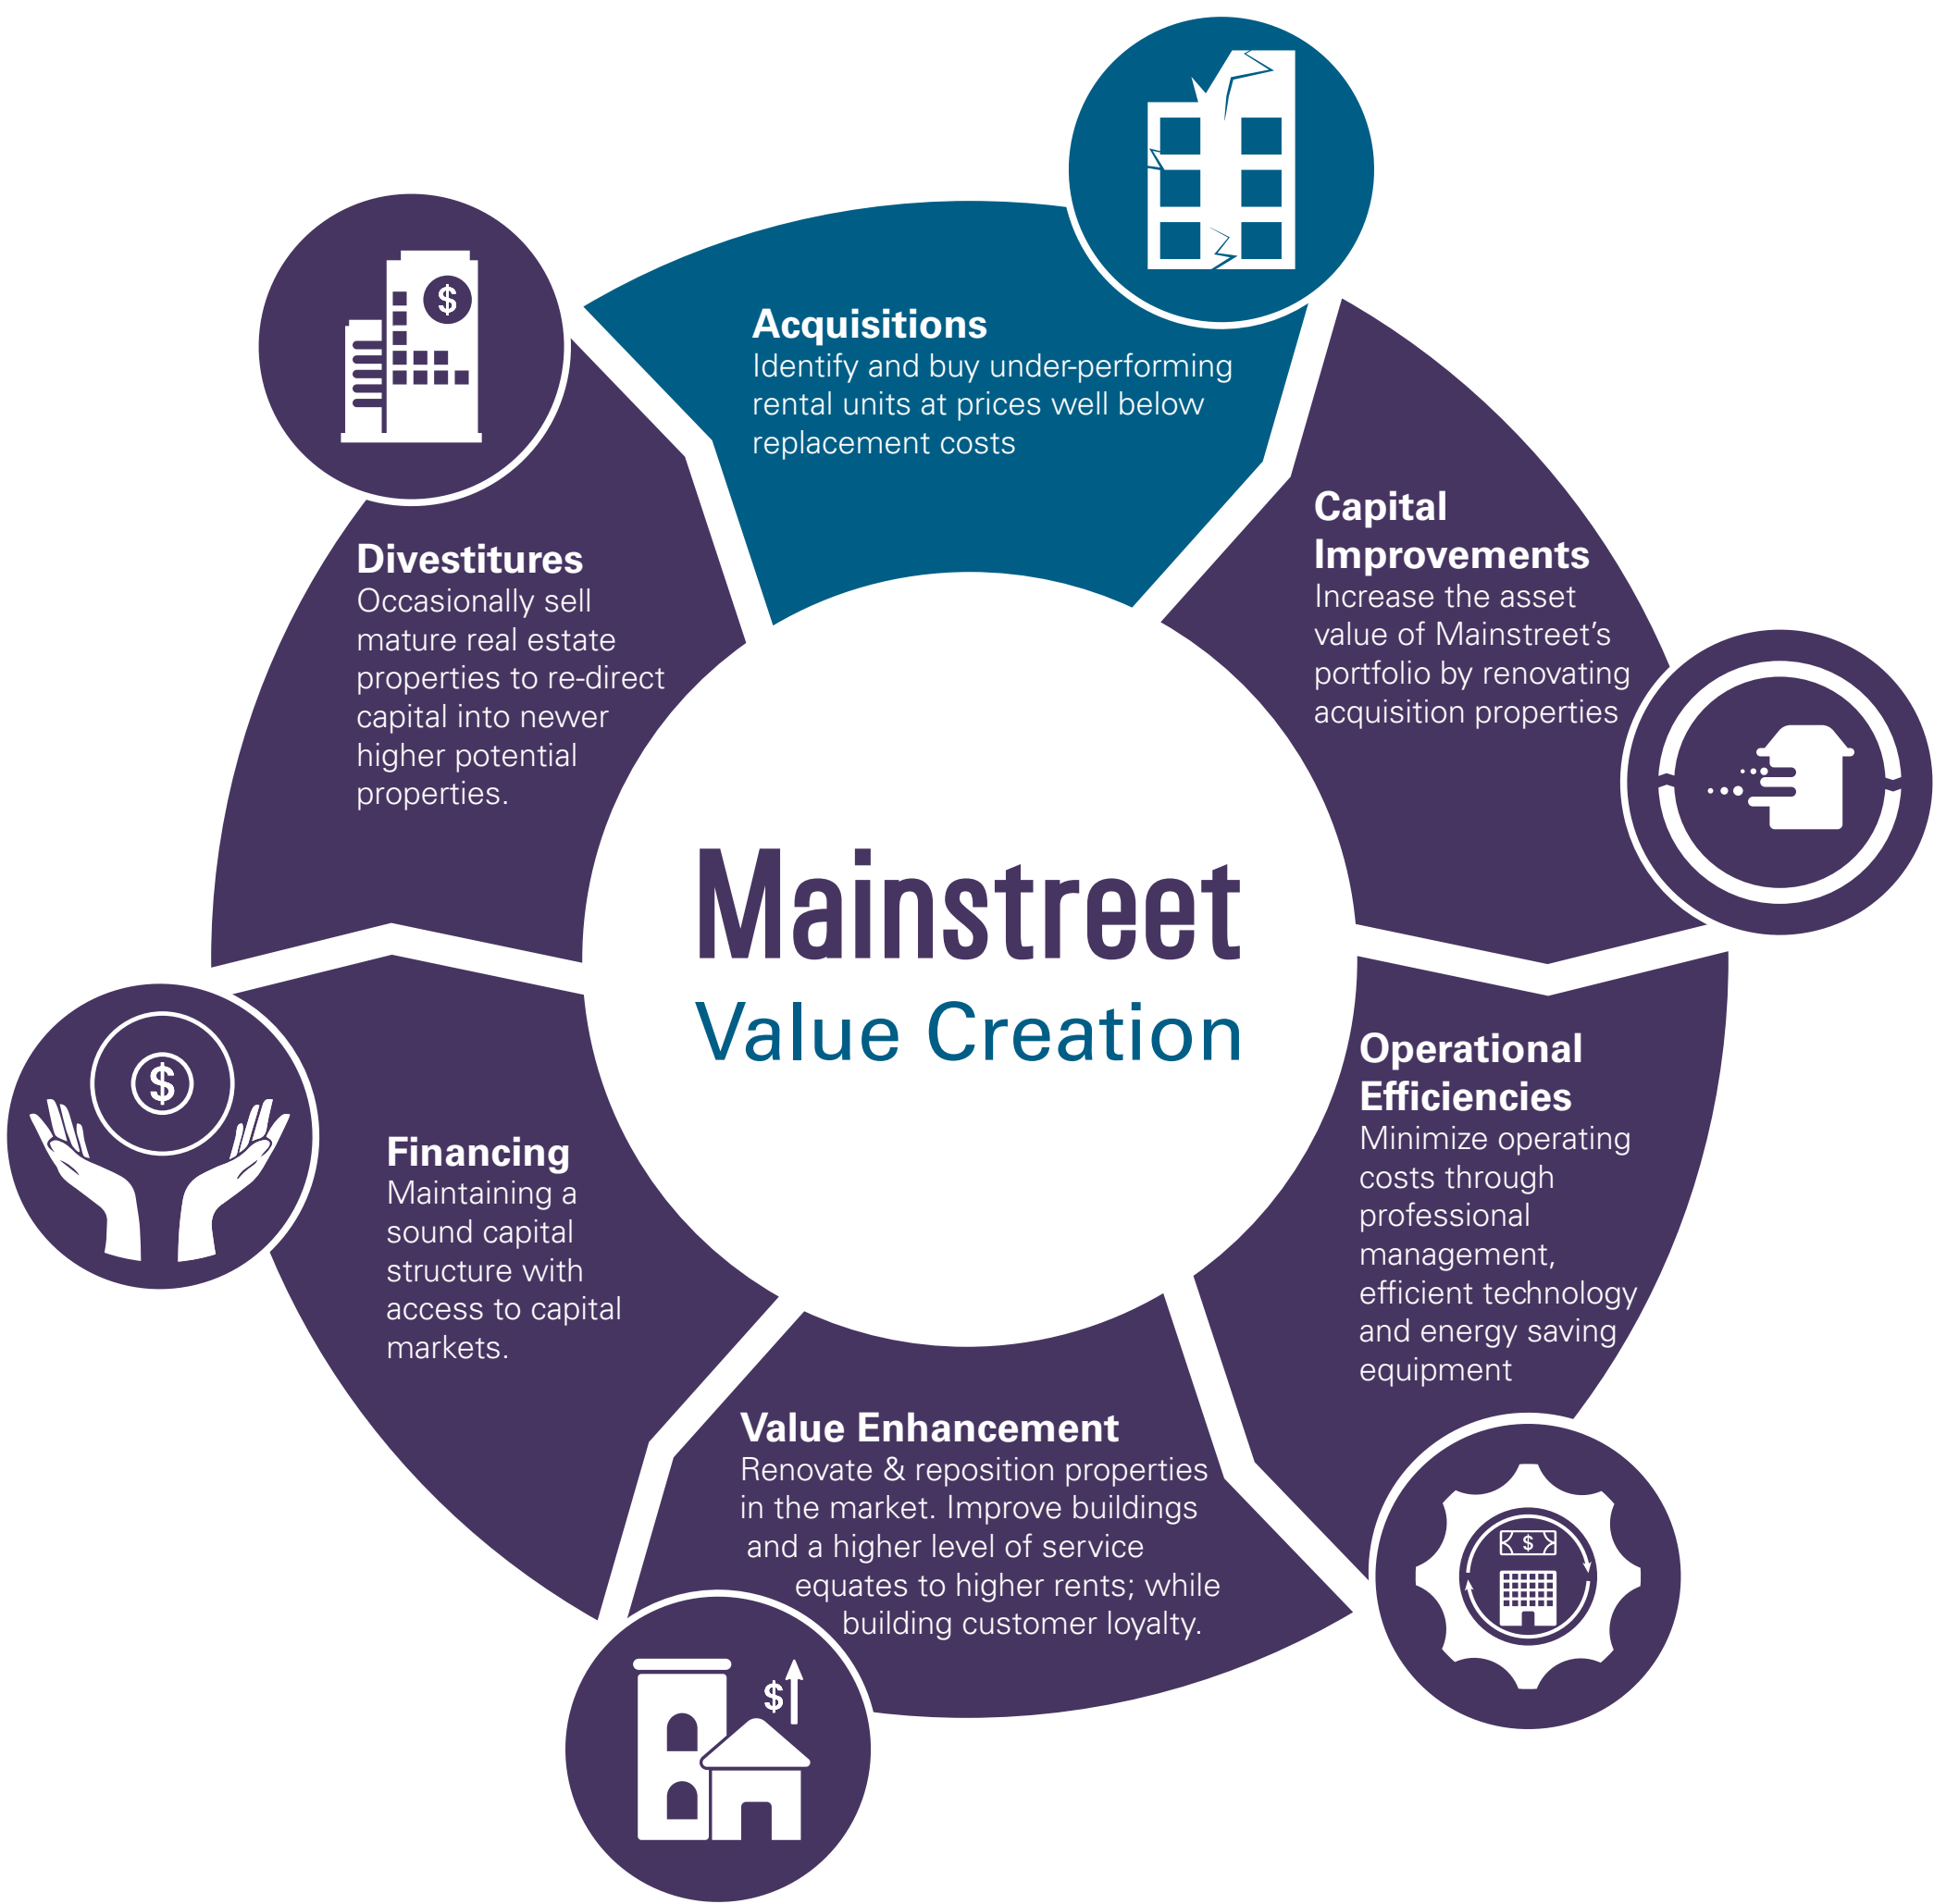 Acquisitions
Identify and buy under-performing
rental units at prices well below
replacement costs
Capital
Improvements
Increase the asset
value of Mainstreet’s
portfolio by renovating
acquisition properties
Operational
Efficiencies
Minimize operating
costs through
professional
management,
efficient technology
and energy saving
equipment
Value Enhancement
Renovate & reposition properties
in the market. Improve buildings
and a higher level of service
equates to higher rents; while
building customer loyalty.
Financing
Maintaining a
sound capital
structure with
access to capital
markets.
Divestitures
Occasionally sell
mature real estate
properties to re-direct
capital into newer
higher potential
properties.
Mainstreet
Value Creation
$
$
$
$